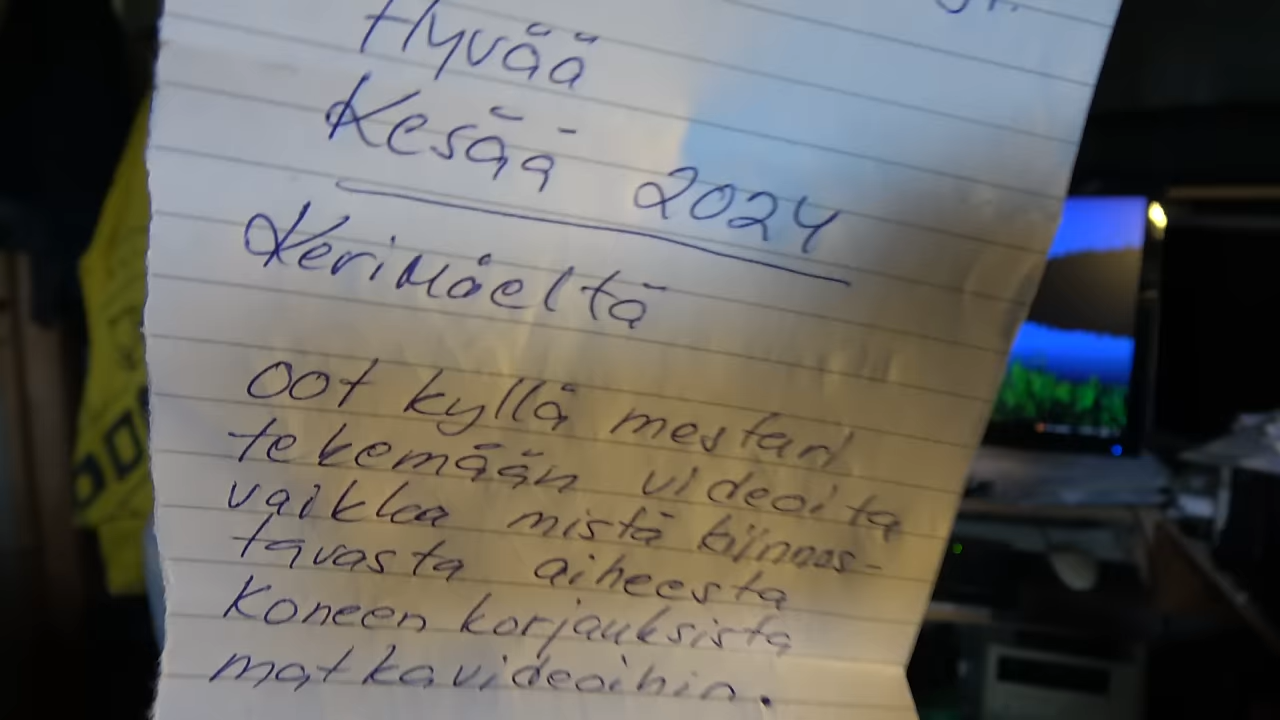 Hyvää
Kesää 2024
Kerimäeltä
oot kyllä mestari
tekemään videoita
vaikka mistä kiinnos-
tavasta aiheesta
Koneen korjauksista
matkavideoihin.